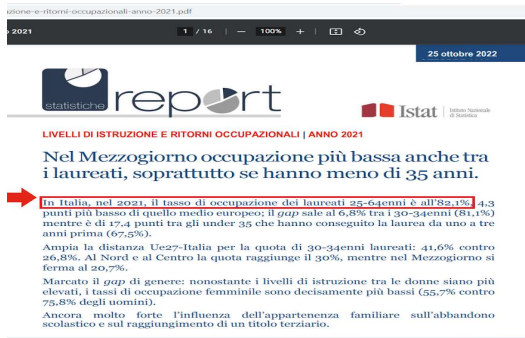 azione-e-ritorni-occupazionali-anno-2021.pdf
2021
1 / 16 | — 100% + |
25 ottobre 2022
statistiche report
Istat | Istituto Nazionale di Statistica
LIVELLI DI ISTRUZIONE E RITORNI OCCUPAZIONALI | ANNO 2021
Nel Mezzogiorno occupazione più bassa anche tra
i laureati, soprattutto se hanno meno di 35 anni.
In Italia, nel 2021, il tasso di occupazione dei laureati 25-64enni è all'82,1%, 4,3
punti più basso di quello medio europeo; il gap sale al 6,8% tra i 30-34enni (81,1%)
mentre è di 17,4 punti tra gli under 35 che hanno conseguito la laurea da uno a tre
anni prima (67,5%).
Ampia la distanza Ue27-Italia per la quota di 30-34enni laureati: 41,6% contro
26,8%. Al Nord e al Centro la quota raggiunge il 30%, mentre nel Mezzogiorno si
ferma al 20,7%.
Marcato il gap di genere: nonostante i livelli di istruzione tra le donne siano più
elevati, i tassi di occupazione femminile sono decisamente più bassi (55,7% contro
75,8% degli uomini).
Ancora molto forte l'influenza dell'appartenenza familiare sull'abbandono
scolastico e sul raggiungimento di un titolo terziario.